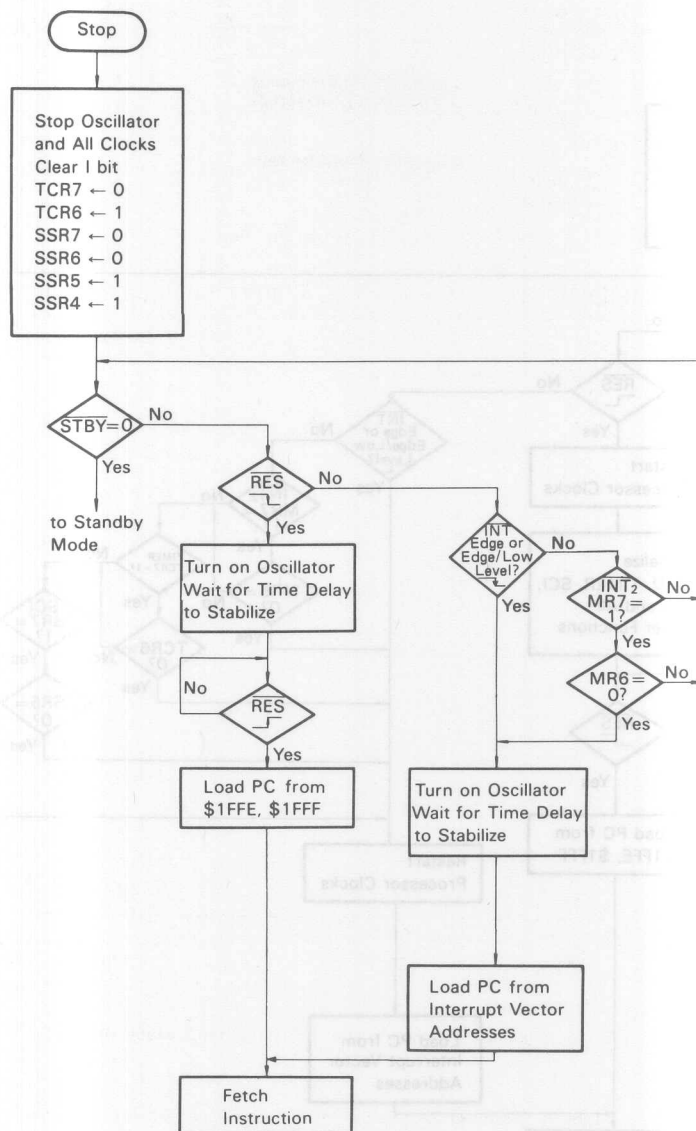 Stop
Stop Oscillator
and All Clocks
Clear I bit
TCR7 ← 0
TCR6 ← 1
SSR7 ← 0
SSR6 ← 0
SSR5 ← 1
SSR4 ← 1
STBY=0
No
Yes
to Standby
Mode
RES
No
Yes
Turn on Oscillator
Wait for Time Delay
to Stabilize
No
RES
Yes
Load PC from
$1FFE, $1FFF
INT
Edge or
Edge/Low
Level?
No
Yes
INT2
MR7=
1?
No
Yes
MR6=
0?
No
Yes
Turn on Oscillator
Wait for Time Delay
to Stabilize
Load PC from
Interrupt Vector
Addresses
Fetch
Instruction